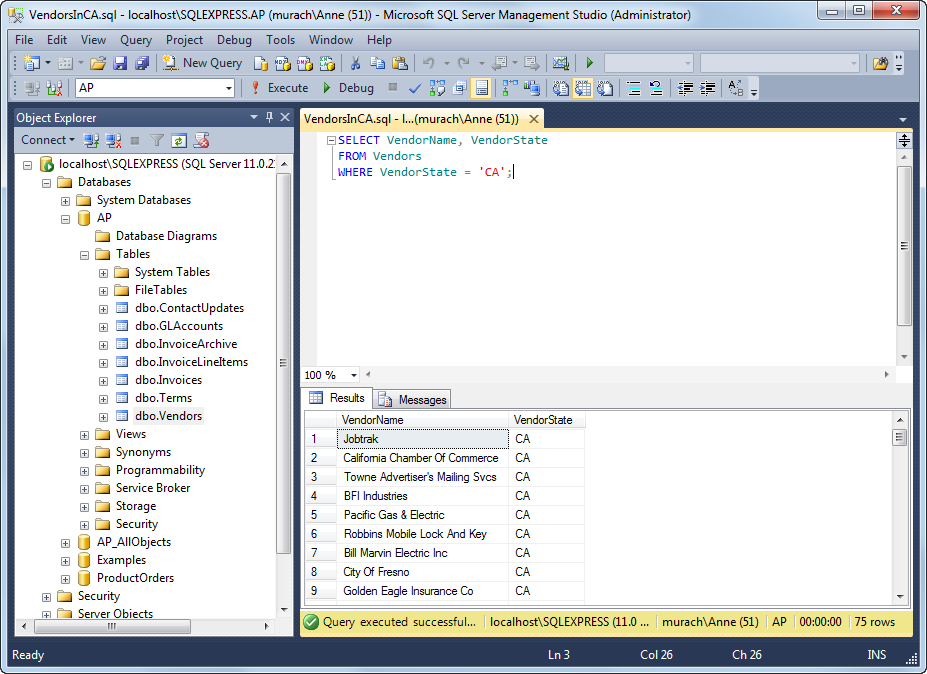 VendorsInCA.sql - localhost\SQLEXPRESS.AP (murach\Anne (51)) - Microsoft SQL Server Management Studio (Administrator)
File Edit View Query Project Debug Tools Window Help
New Query
AP Execute Debug
Object Explorer
Connect
localhost\SQLEXPRESS (SQL Server 11.0.2
Databases
System Databases
AP
Database Diagrams
Tables
System Tables
FileTables
dbo.ContactUpdates
dbo.GLAccounts
dbo.InvoiceArchive
dbo.InvoiceLineItems
dbo.Invoices
dbo.Terms
dbo.Vendors
Views
Synonyms
Programmability
Service Broker
Storage
Security
AP_AllObjects
Examples
ProductOrders
Security
Server Objects
VendorsInCA.sql - l...(murach\Anne (51))
SELECT VendorName, VendorState
FROM Vendors
WHERE VendorState = 'CA';
100 %
Results Messages
VendorName VendorState
1 Jobtrak CA
2 California Chamber Of Commerce CA
3 Towne Advertiser's Mailing Svcs CA
4 BFI Industries CA
5 Pacific Gas & Electric CA
6 Robbins Mobile Lock And Key CA
7 Bill Marvin Electric Inc CA
8 City Of Fresno CA
9 Golden Eagle Insurance Co CA
Query executed successful... localhost\SQLEXPRESS (11.0 ... murach\Anne (51) AP 00:00:00 75 rows
Ready Ln 3 Col 26 Ch 26 INS